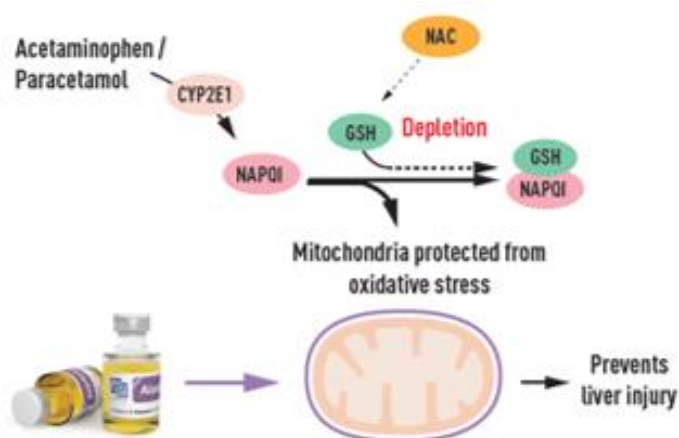 Acetaminophen /
Paracetamol
NAC
CYP2E1
GSH
Depletion
GSH
NAPQI
NAPQI
Mitochondria protected from
oxidative stress
Prevents
liver injury